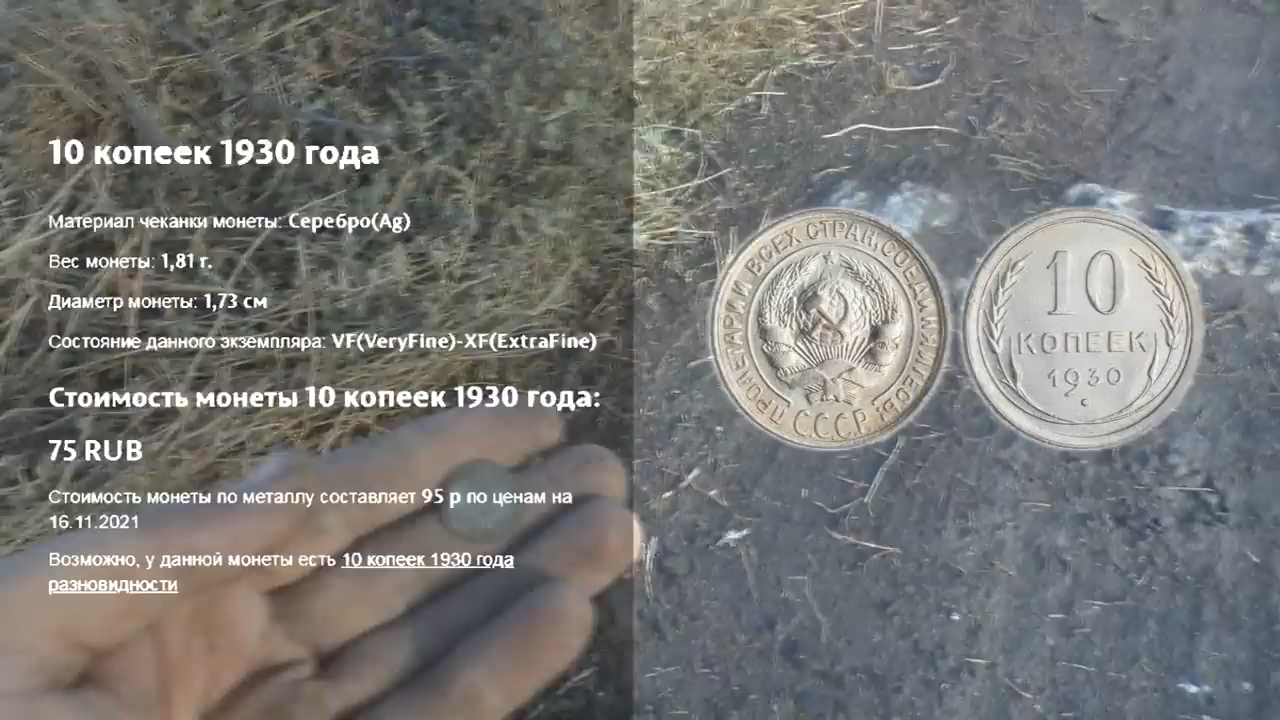 10 копеек 1930 года
Материал чеканки монеты: Серебро(Ag)
Вес монеты: 1,81 г.
Диаметр монеты: 1,73 см
Состояние данного экземпляра: VF(VeryFine)-XF(ExtraFine)
Стоимость монеты 10 копеек 1930 года:
75 RUB
Стоимость монеты по металлу составляет 95 р по ценам на
16.11.2021
Возможно, у данной монеты есть 10 копеек 1930 года
разновидности
ПРОЛЕТАРИИ ВСЕХ СТРАН, СОЕДИНЯЙТЕСЬ!
СССР
10
КОПЕЕК
1930